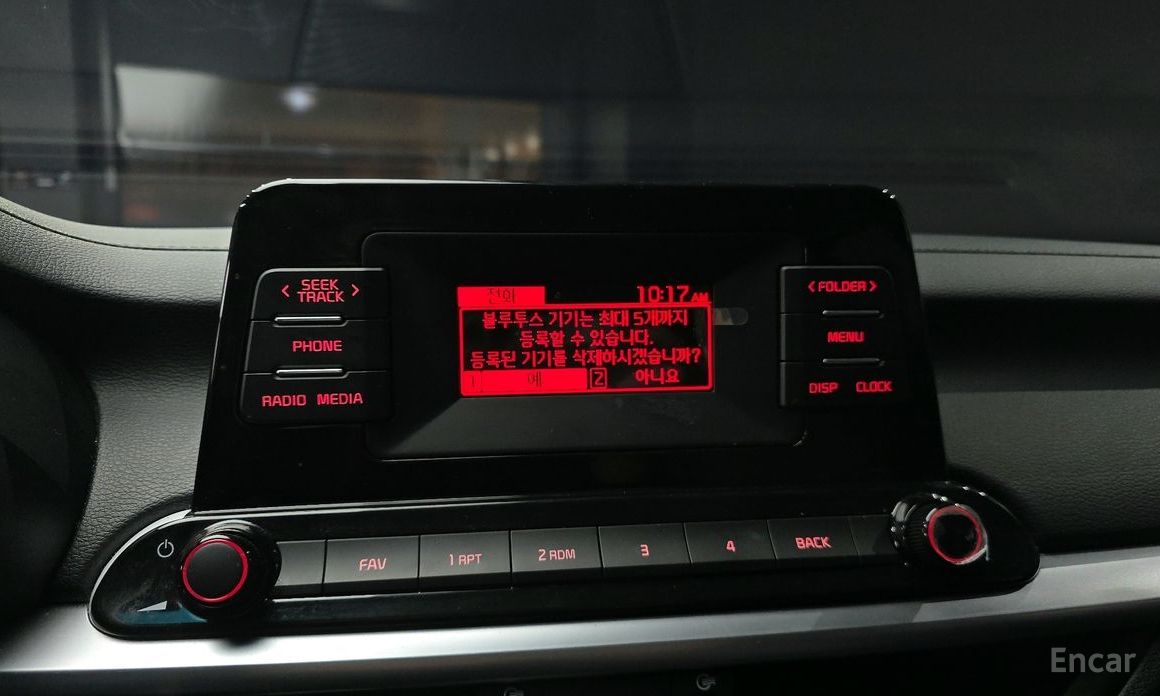 전화
10:17 AM
블루투스 기기는 최대 5개까지
등록할 수 있습니다.
등록된 기기를 삭제하시겠습니까?
1 예
2 아니요
< SEEK >
TRACK
PHONE
RADIO MEDIA
< FOLDER >
MENU
DISP CLOCK
FAV
1 RPT
2 RDM
3
4
BACK
Encar